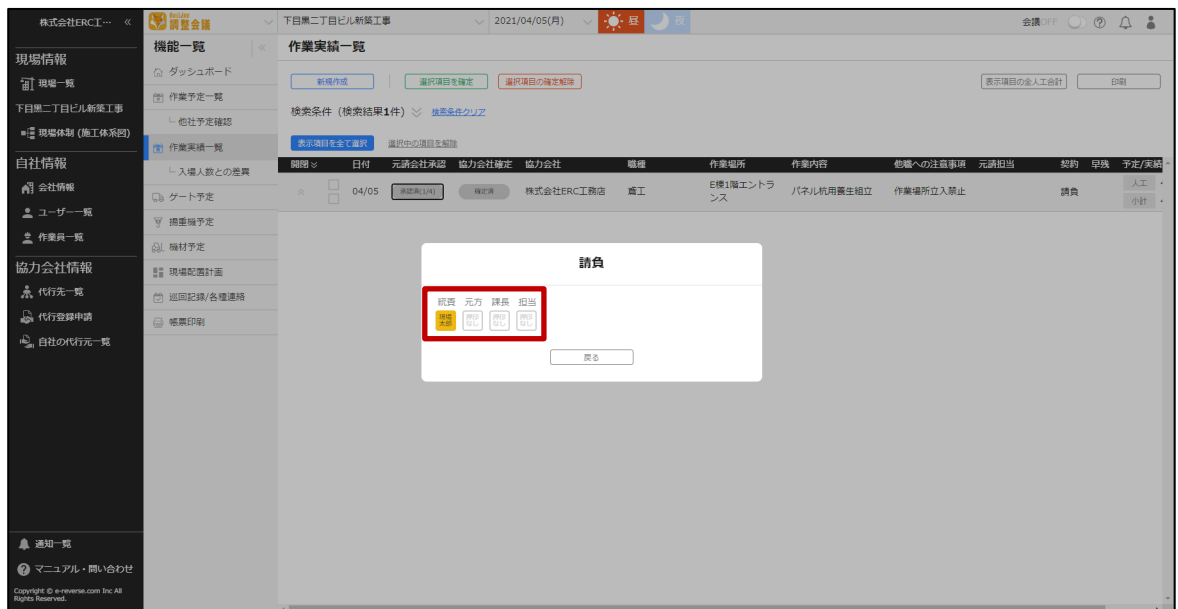 株式会社ERC工… «
現場情報
現場一覧
下目黒二丁目ビル新築工事
現場体制 (施工体系図)
自社情報
会社情報
ユーザー一覧
作業員一覧
協力会社情報
代行先一覧
代行登録申請
自社の代行元一覧
通知一覧
マニュアル・問い合わせ
Copyright © e-reverse.com Inc All
Rights Reserved.
調整会議
機能一覧 «
ダッシュボード
作業予定一覧
他社予定確認
作業実績一覧
入場人数との差異
ゲート予定
揚重機予定
機材予定
現場配置計画
巡回記録/各種連絡
帳票印刷
下目黒二丁目ビル新築工事 2021/04/05(月) 昼 夜 会議OFF
作業実績一覧
新規作成 選択項目を確定 選択項目の確定解除 表示項目の全人工合計 印刷
検索条件 (検索結果1件) 検索条件クリア
表示項目を全て選択 選択中の項目を解除
開閉 日付 元請会社承認 協力会社確定 協力会社 職種 作業場所 作業内容 他職への注意事項 元請担当 契約 早残 予定/実績
04/05 承認済(1/4) 確定済 株式会社ERC工務店 鳶工 E棟1階エントラ パネル杭用養生組立 作業場所立入禁止 請負 人工
ンス 小計
請負
統責 元方 課長 担当
現場 押印 押印 押印
太郎 なし なし なし
戻る